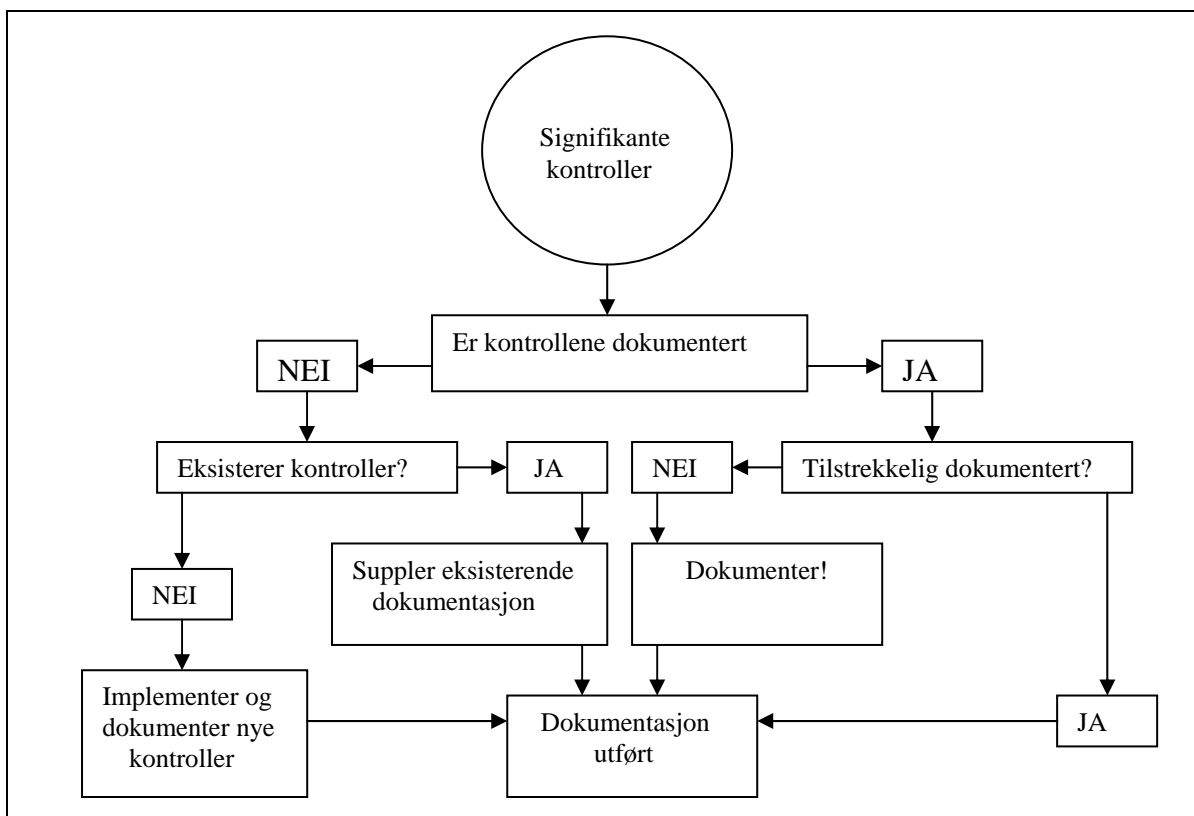 Signifikante
kontroller
Er kontrollene dokumentert
NEI
JA
Eksisterer kontroller?
JA
NEI
Tilstrekkelig dokumentert?
NEI
Suppler eksisterende
dokumentasjon
Dokumenter!
Implementer og
dokumenter nye
kontroller
Dokumentasjon
utført
JA